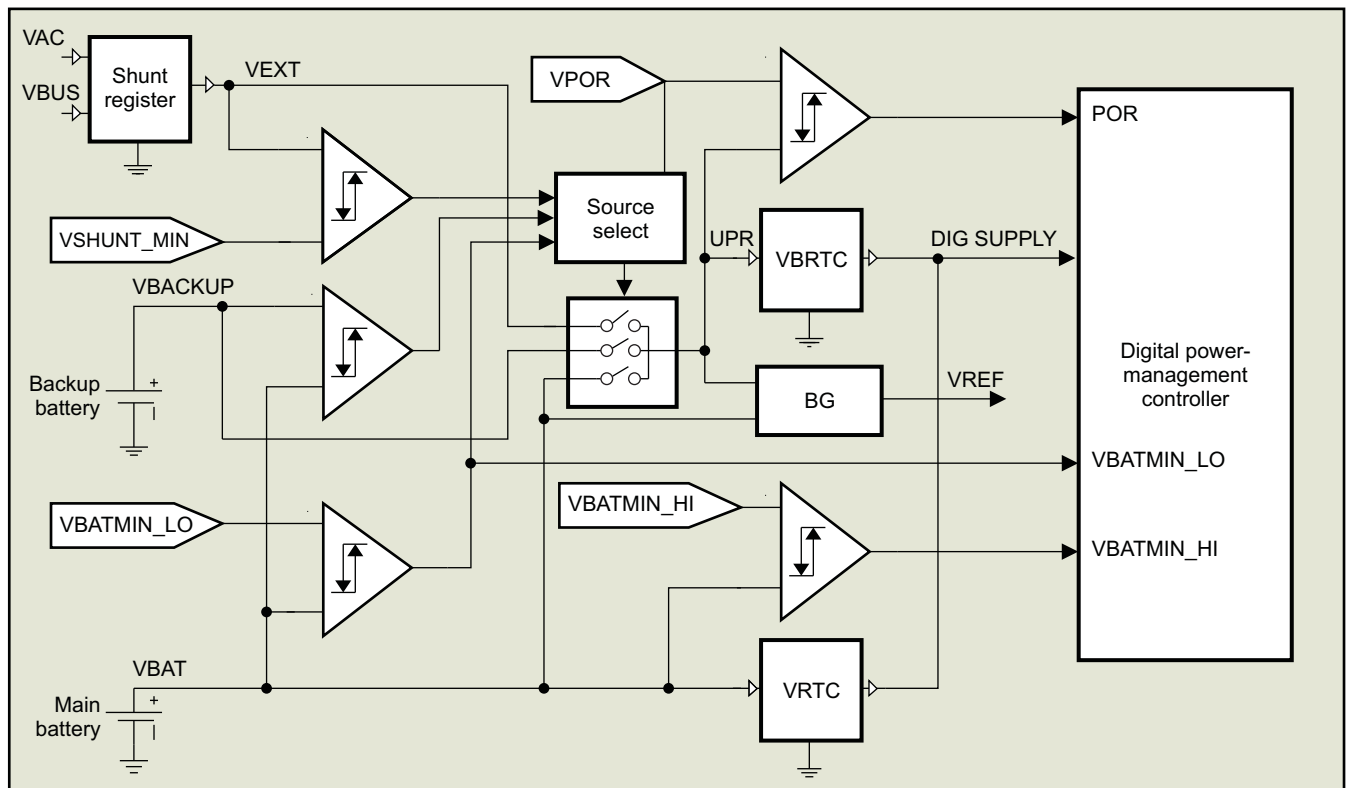 VAC
VBUS
Shunt
register
VEXT
VPOR
POR
VSHUNT_MIN
Source
select
UPR
VBRTC
DIG SUPPLY
VBACKUP
Backup
battery
+
BG
VREF
Digital power-
management
controller
VBATMIN_LO
VBATMIN_HI
VBATMIN_LO
VBATMIN_HI
VBAT
Main
battery
+
VRTC